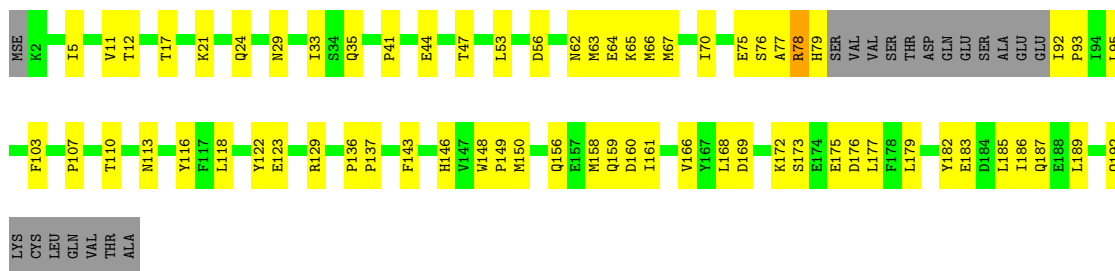 MSE K2 I5 V11 T12 T17 K21 Q24 N29 I33 S34 Q35 P41 E44 T47 L53 D56 N62 M63 E64 K65 M66 M67 I70 E75 S76 A77 R78 H79 SER VAL VAL SER THR ASP GLN GLU SER ALA GLU GLU I92 P93 I94
F103 P107 T110 N113 Y116 F117 L118 Y122 E123 R129 P136 P137 F143 H146 V147 W148 P149 M150 Q156 E157 M158 Q159 D160 I161 V166 Y167 L168 D169 K172 S173 E174 E175 D176 L177 F178 L179 Y182 E183 D184 L185 I186 Q187 E188 L189
LYS CYS LEU GLN VAL THR ALA